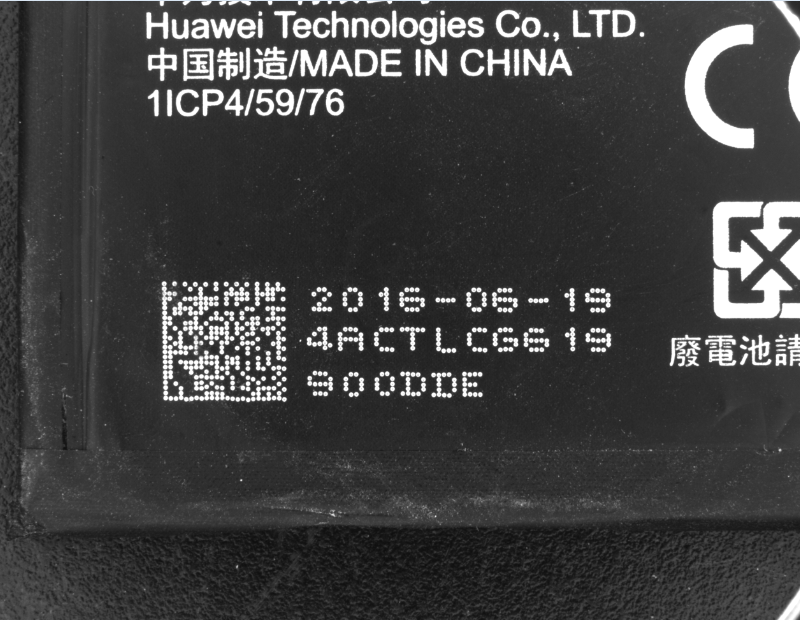 Huawei Technologies Co., LTD.
中国制造/MADE IN CHINA
1ICP4/59/76
2016-06-19
4ACTLCG619
900DDE
廢電池請